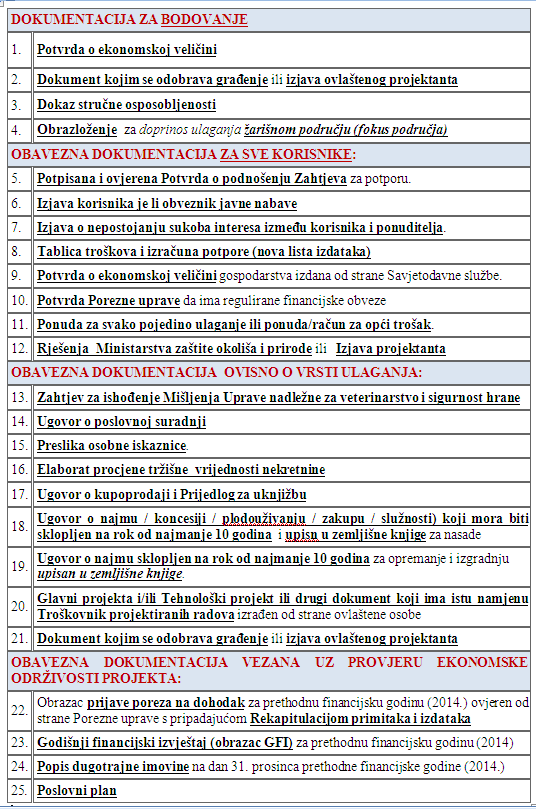 DOKUMENTACIJA ZA BODOVANJE
1. Potvrda o ekonomskoj veličini
2. Dokument kojim se odobrava građenje ili izjava ovlaštenog projektanta
3. Dokaz stručne osposobljenosti
4. Obrazloženje za doprinos ulaganja žarišnom području (fokus područja)
OBAVEZNA DOKUMENTACIJA ZA SVE KORISNIKE:
5. Potpisana i ovjerena Potvrda o podnošenju Zahtjeva za potporu.
6. Izjava korisnika je li obveznik javne nabave
7. Izjava o nepostojanju sukoba interesa između korisnika i ponuditelja.
8. Tablica troškova i izračuna potpore (nova lista izdataka)
9. Potvrda o ekonomskoj veličini gospodarstva izdana od strane Savjetodavne službe.
10. Potvrda Porezne uprave da ima regulirane financijske obveze
11. Ponuda za svako pojedino ulaganje ili ponuda/račun za opći trošak.
12. Rješenja Ministarstva zaštite okoliša i prirode ili Izjava projektanta
OBAVEZNA DOKUMENTACIJA OVISNO O VRSTI ULAGANJA:
13. Zahtjev za ishođenje Mišljenja Uprave nadležne za veterinarstvo i sigurnost hrane
14. Ugovor o poslovnoj suradnji
15. Preslika osobne iskaznice.
16. Elaborat procjene tržišne vrijednosti nekretnine
17. Ugovor o kupoprodaji i Prijedlog za uknjižbu
18. Ugovor o najmu / koncesiji / plodouživanju / zakupu / služnosti) koji mora biti
sklopljen na rok od najmanje 10 godina i upisn u zemljišne knjige za nasade
19. Ugovor o najmu sklopljen na rok od najmanje 10 godina za opremanje i izgradnju
upisan u zemljišne knjige.
20. Glavni projekta i/ili Tehnološki projekt ili drugi dokument koji ima istu namjenu
Troškovnik projektiranih radova izrađen od strane ovlaštene osobe
21. Dokument kojim se odobrava građenje ili izjava ovlaštenog projektanta
OBAVEZNA DOKUMENTACIJA VEZANA UZ PROVJERU EKONOMSKE
ODRŽIVOSTI PROJEKTA:
22. Obrazac prijave poreza na dohodak za prethodnu financijsku godinu (2014.) ovjeren od
strane Porezne uprave s pripadajućom Rekapitulacijom primitaka i izdataka
23. Godišnji financijski izvještaj (obrazac GFI) za prethodnu financijsku godinu (2014)
24. Popis dugotrajne imovine na dan 31. prosinca prethodne financijske godine (2014.)
25. Poslovni plan